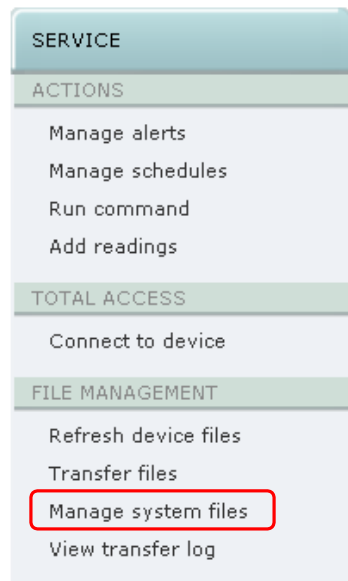 SERVICE
ACTIONS
Manage alerts
Manage schedules
Run command
Add readings
TOTAL ACCESS
Connect to device
FILE MANAGEMENT
Refresh device files
Transfer files
Manage system files
View transfer log